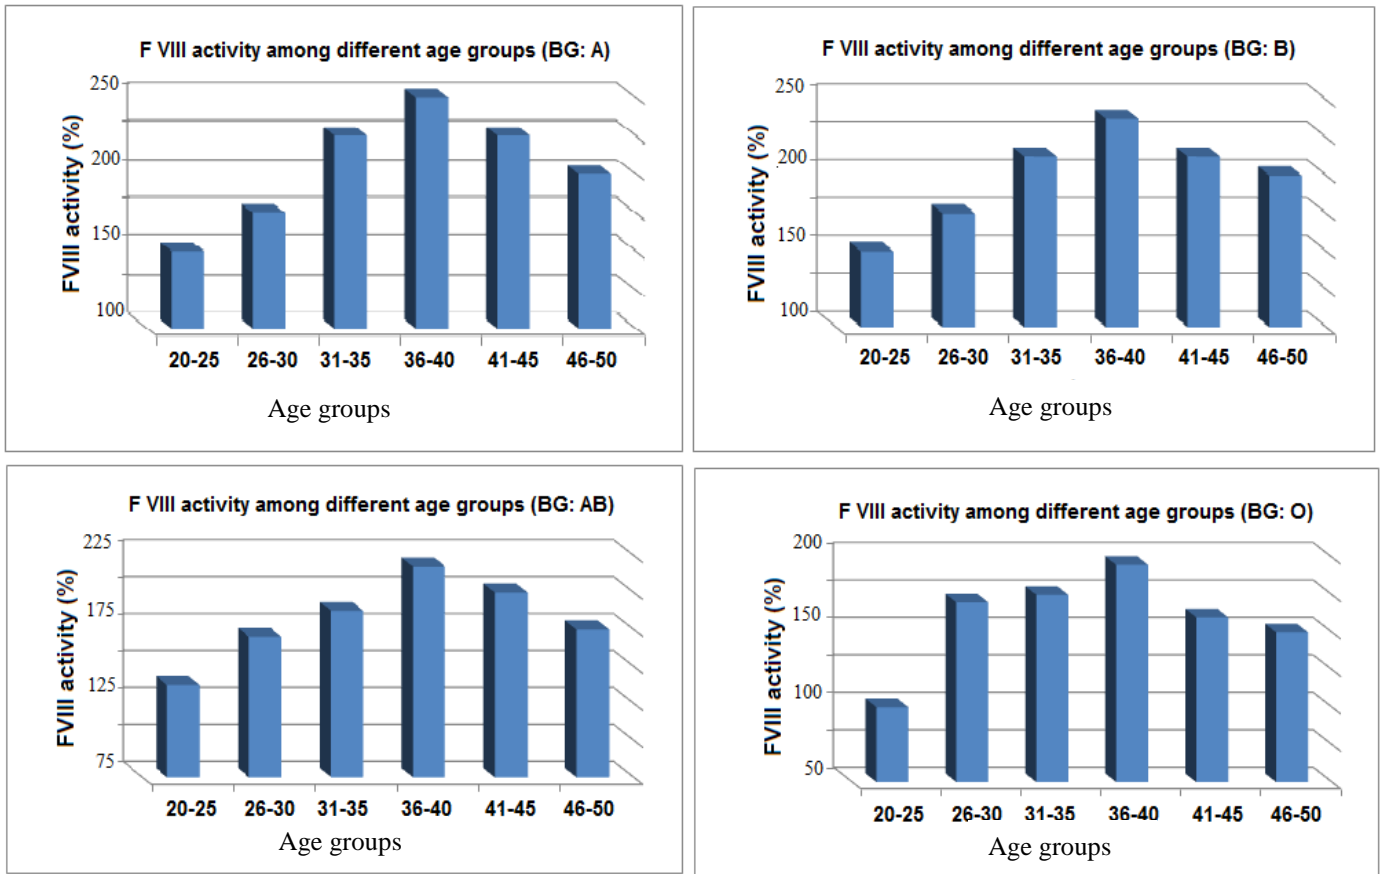 F VIII activity among different age groups (BG: A)
FVIII activity (%)
250
200
150
100
20-25 26-30 31-35 36-40 41-45 46-50
Age groups
F VIII activity among different age groups (BG: B)
FVIII activity (%)
250
200
150
100
20-25 26-30 31-35 36-40 41-45 46-50
Age groups
F VIII activity among different age groups (BG: AB)
FVIII activity (%)
225
175
125
75
20-25 26-30 31-35 36-40 41-45 46-50
Age groups
F VIII activity among different age groups (BG: O)
FVIII activity (%)
200
150
100
50
20-25 26-30 31-35 36-40 41-45 46-50
Age groups